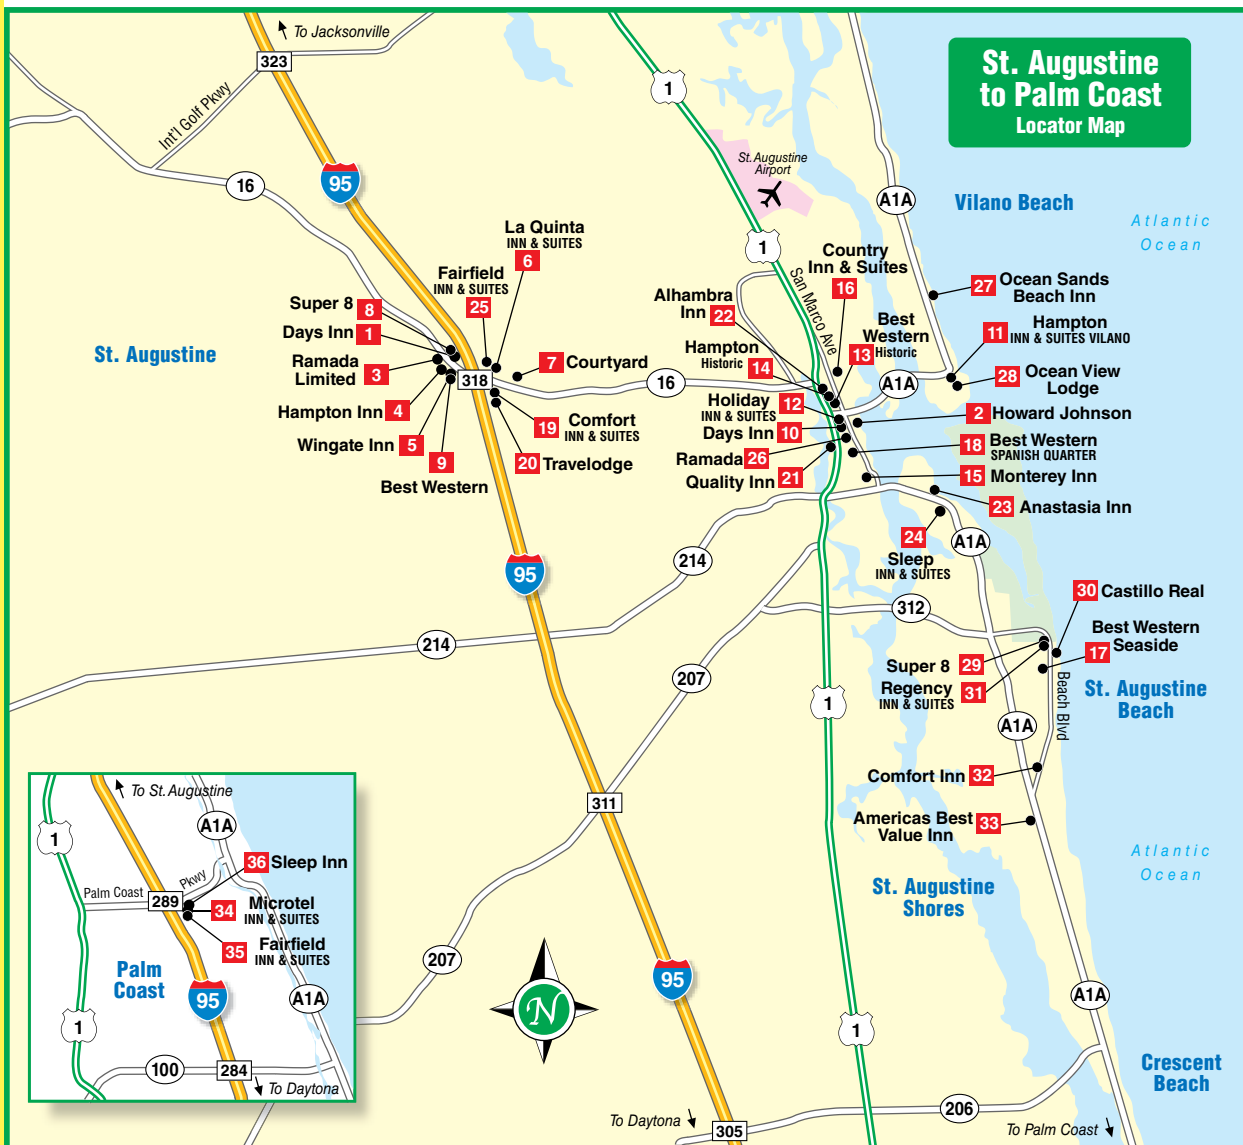 St. Augustine
to Palm Coast
Locator Map
To Jacksonville
323
Int'l Golf Pkwy
95
16
1
St. Augustine
Airport
A1A
Vilano Beach
Atlantic
Ocean
1
San Marco Ave
La Quinta
INN & SUITES
6
Fairfield
INN & SUITES
25
Super 8
8
Days Inn
1
Ramada
Limited
3
Hampton Inn
4
Wingate Inn
5
9
Best Western
St. Augustine
318
7
Courtyard
16
19
Comfort
INN & SUITES
20
Travelodge
Country
Inn & Suites
16
Alhambra
Inn
22
Best
Western
Historic
13
Hampton
Historic
14
Holiday
INN & SUITES
12
Days Inn
10
Ramada
26
Quality Inn
21
27
Ocean Sands
Beach Inn
11
Hampton
INN & SUITES VILANO
A1A
28
Ocean View
Lodge
2
Howard Johnson
18
Best Western
SPANISH QUARTER
15
Monterey Inn
23
Anastasia Inn
24
Sleep
INN & SUITES
A1A
95
214
214
312
207
30
Castillo Real
Best Western
Seaside
17
Super 8
29
Regency
INN & SUITES
31
Beach Blvd
St. Augustine
Beach
1
A1A
Comfort Inn
32
Americas Best
Value Inn
33
311
St. Augustine
Shores
Atlantic
Ocean
207
95
N
A1A
1
Crescent
Beach
206
To Daytona
305
To Palm Coast
To St. Augustine
A1A
1
36
Sleep Inn
Palm Coast
Pkwy
289
34
Microtel
INN & SUITES
35
Fairfield
INN & SUITES
Palm
Coast
95
A1A
1
100
284
To Daytona